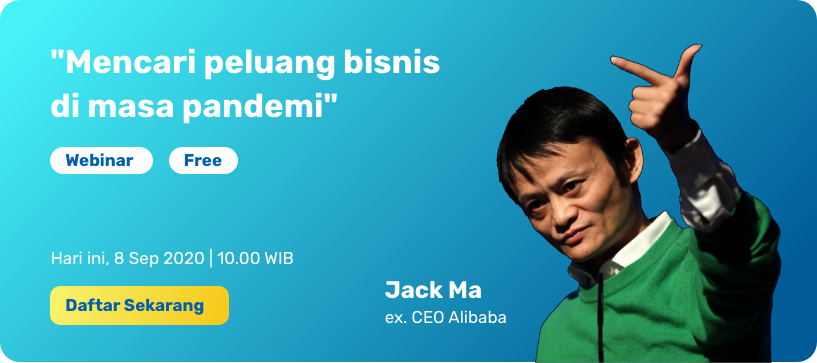 "Mencari peluang bisnis
di masa pandemi"
Webinar Free
Hari ini, 8 Sep 2020 | 10.00 WIB
Daftar Sekarang
Jack Ma
ex. CEO Alibaba